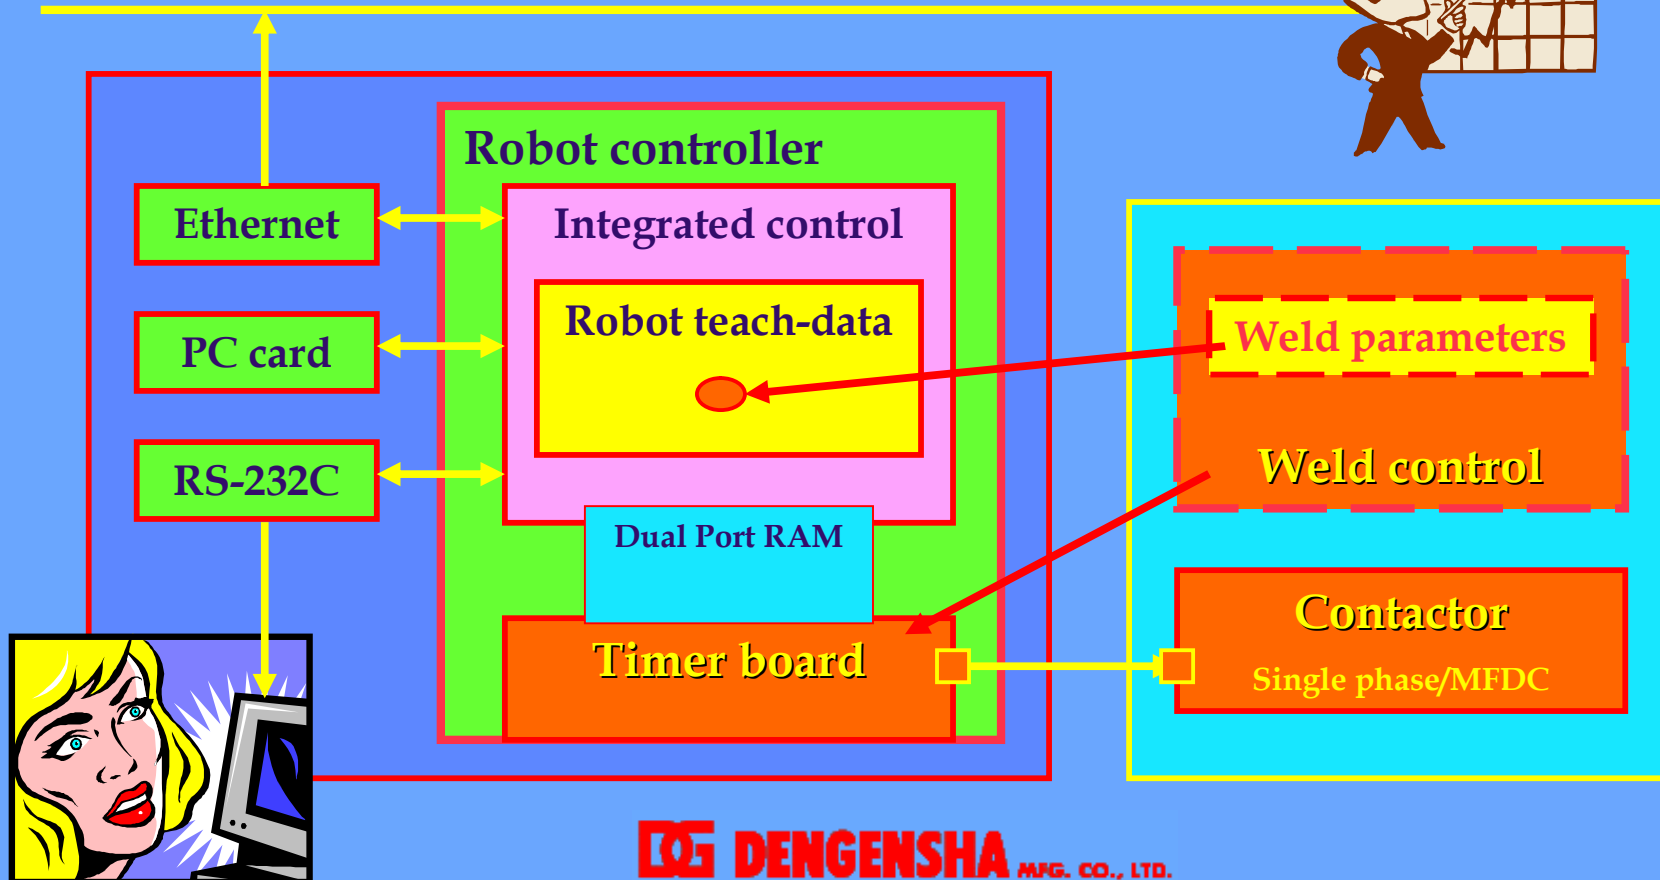 Robot controller
Ethernet
Integrated control
PC card
Robot teach-data
RS-232C
Dual Port RAM
Timer board
Weld parameters
Weld control
Contactor
Single phase/MFDC
DG DENGENSHA MFG. CO., LTD.